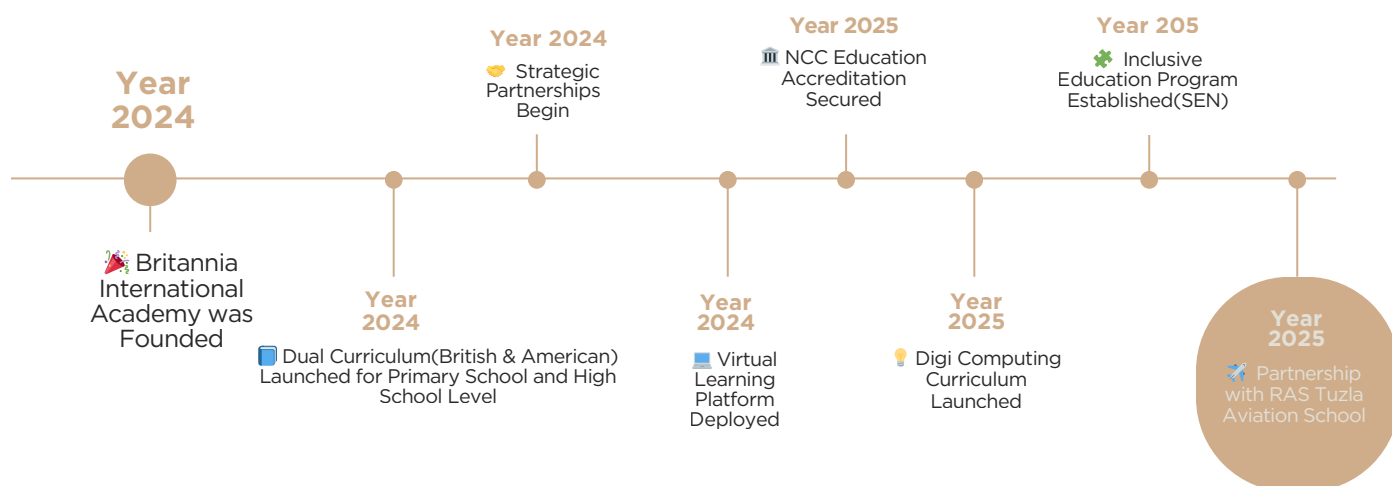 Year
2024
🎉 Britannia
International
Academy was
Founded
Year
2024
📘 Dual Curriculum(British & American)
Launched for Primary School and High
School Level
Year 2024
🤝 Strategic
Partnerships
Begin
Year
2024
💻 Virtual
Learning
Platform
Deployed
Year 2025
🏛️ NCC Education
Accreditation
Secured
Year
2025
💡 Digi Computing
Curriculum
Launched
Year 205
🧩 Inclusive
Education Program
Established(SEN)
Year
2025
✈️ Partnership
with RAS Tuzla
Aviation School